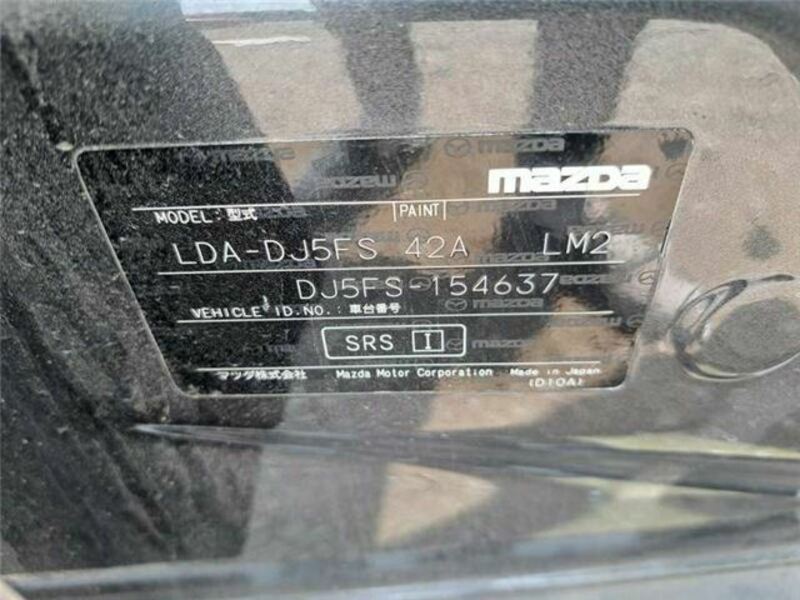 mazda
MODEL: 型式 PAINT
LDA-DJ5FS 42A LM2
DJ5FS-154637
VEHICLE ID.NO.: 車台番号
SRS I
マツダ株式会社 Mazda Motor Corporation Made in Japan
(D10A)